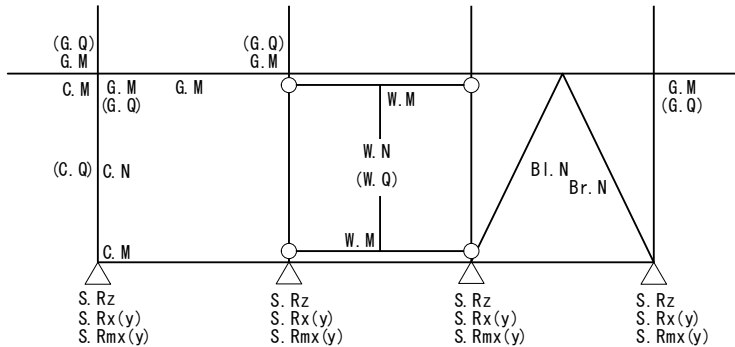 (G.Q)
G.M
(G.Q)
G.M
C.M
G.M
(G.Q)
G.M
G.M
(G.Q)
W.M
W.N
(W.Q)
(C.Q)
C.N
Bl.N
Br.N
W.M
C.M
S.Rz
S.Rx(y)
S.Rmx(y)
S.Rz
S.Rx(y)
S.Rmx(y)
S.Rz
S.Rx(y)
S.Rmx(y)
S.Rz
S.Rx(y)
S.Rmx(y)